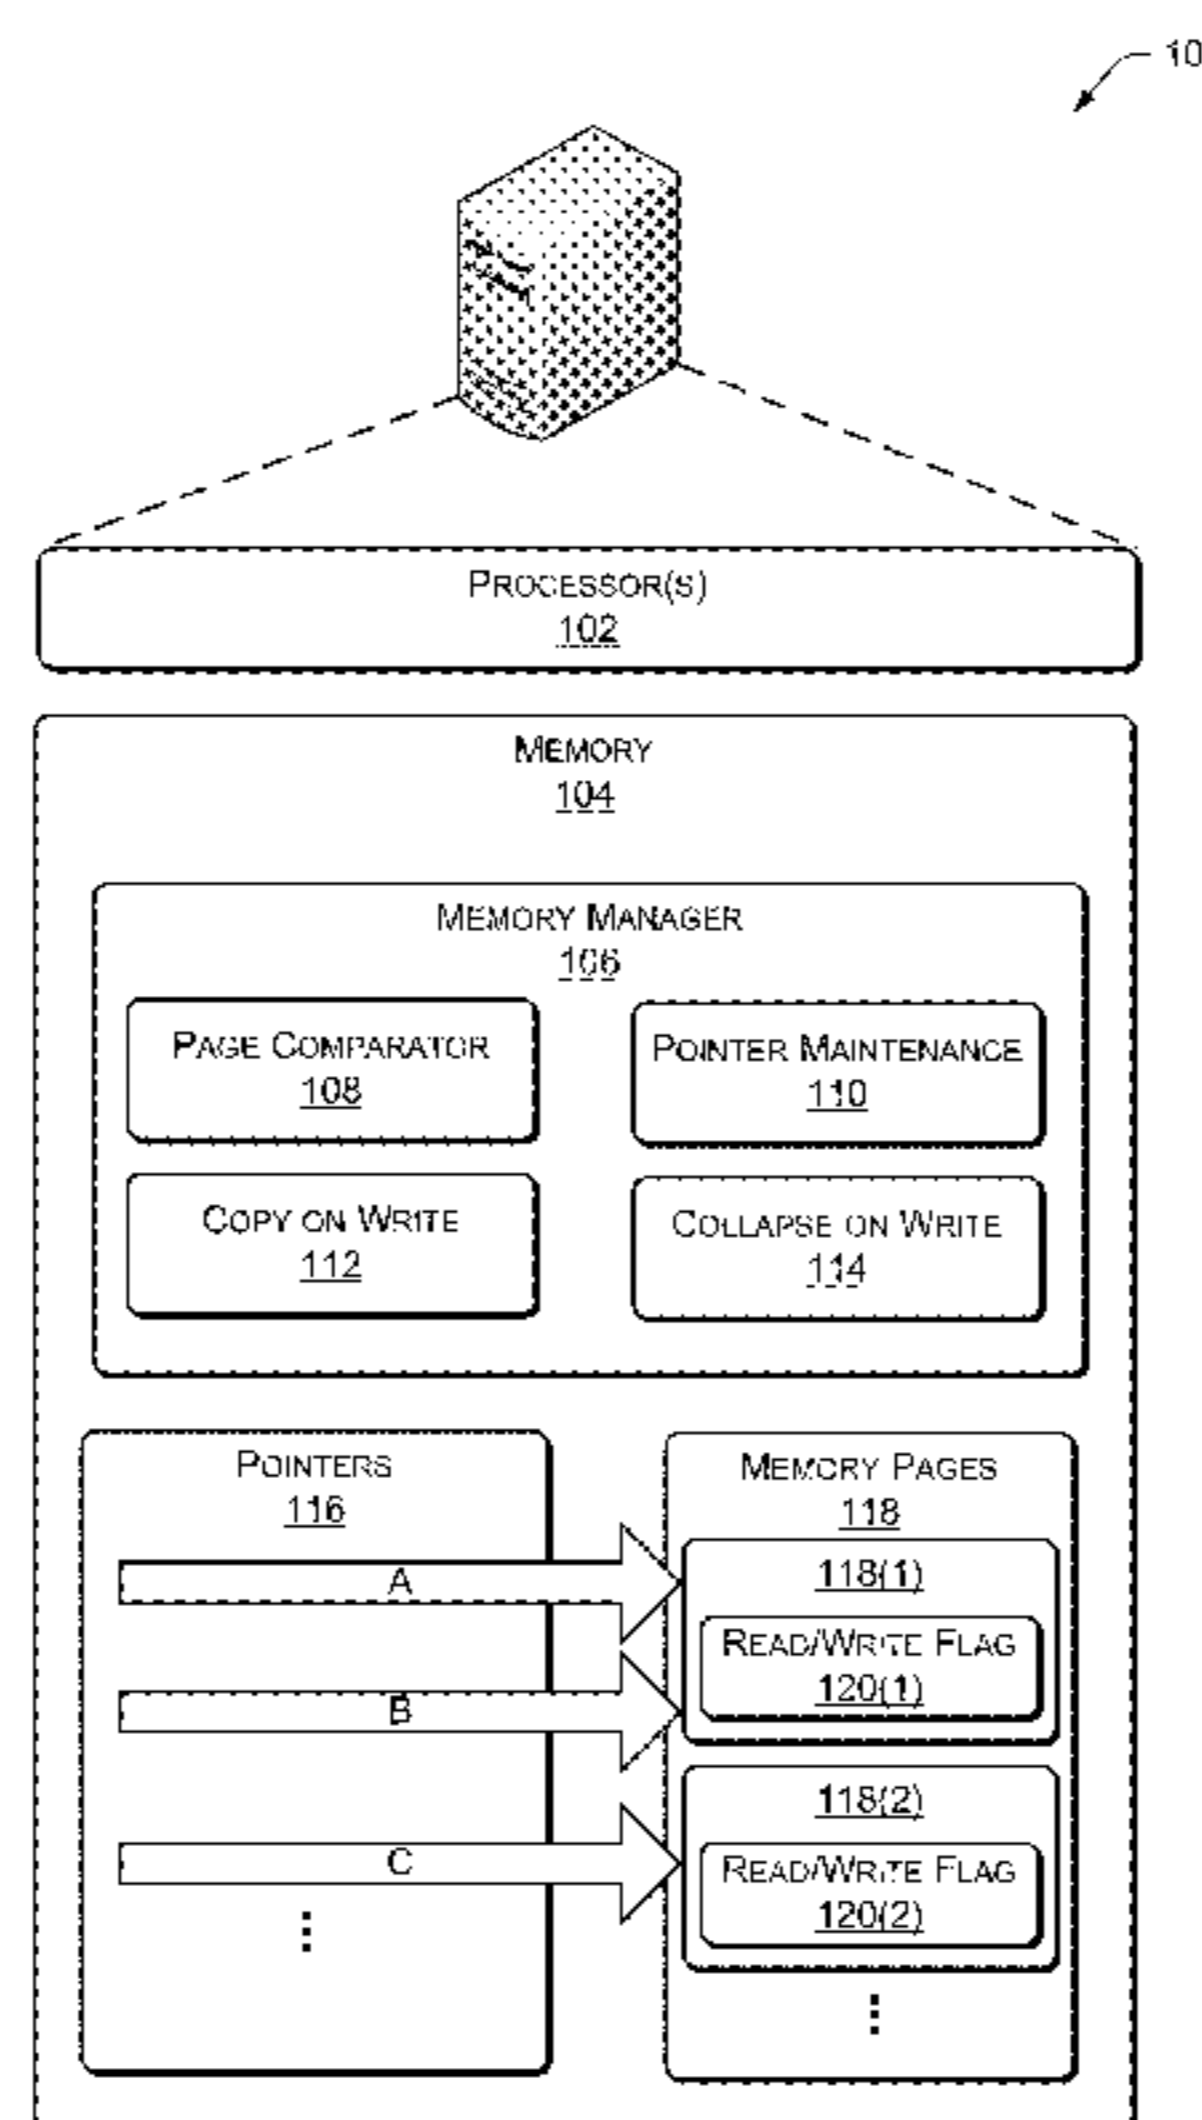 10
PROCESSOR(S)
102
MEMORY
104
MEMORY MANAGER
106
PAGE COMPARATOR
108
POINTER MAINTENANCE
110
COPY ON WRITE
112
COLLAPSE ON WRITE
114
POINTERS
116
MEMORY PAGES
118
A
118(1)
READ/WRITE FLAG
120(1)
B
118(2)
C
READ/WRITE FLAG
120(2)